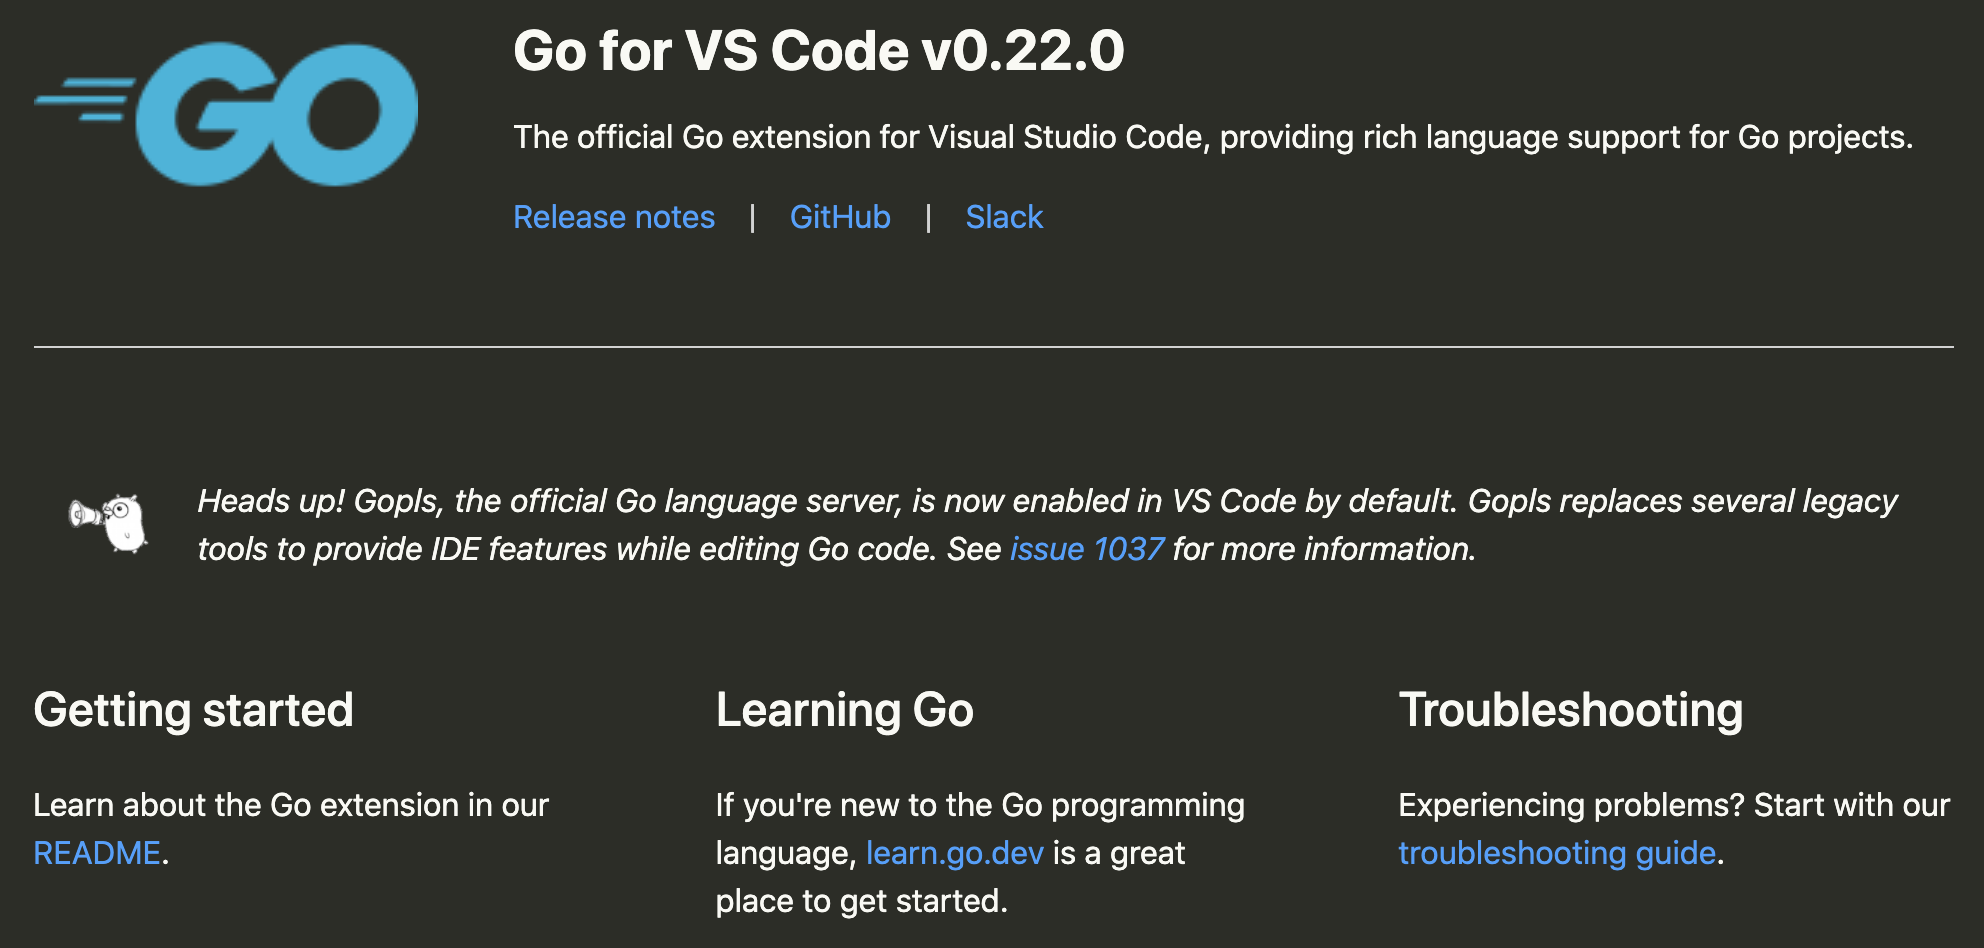 GO
Go for VS Code v0.22.0
The official Go extension for Visual Studio Code, providing rich language support for Go projects.
Release notes | GitHub | Slack
Heads up! Gopls, the official Go language server, is now enabled in VS Code by default. Gopls replaces several legacy
tools to provide IDE features while editing Go code. See issue 1037 for more information.
Getting started
Learn about the Go extension in our
README.
Learning Go
If you're new to the Go programming
language, learn.go.dev is a great
place to get started.
Troubleshooting
Experiencing problems? Start with our
troubleshooting guide.